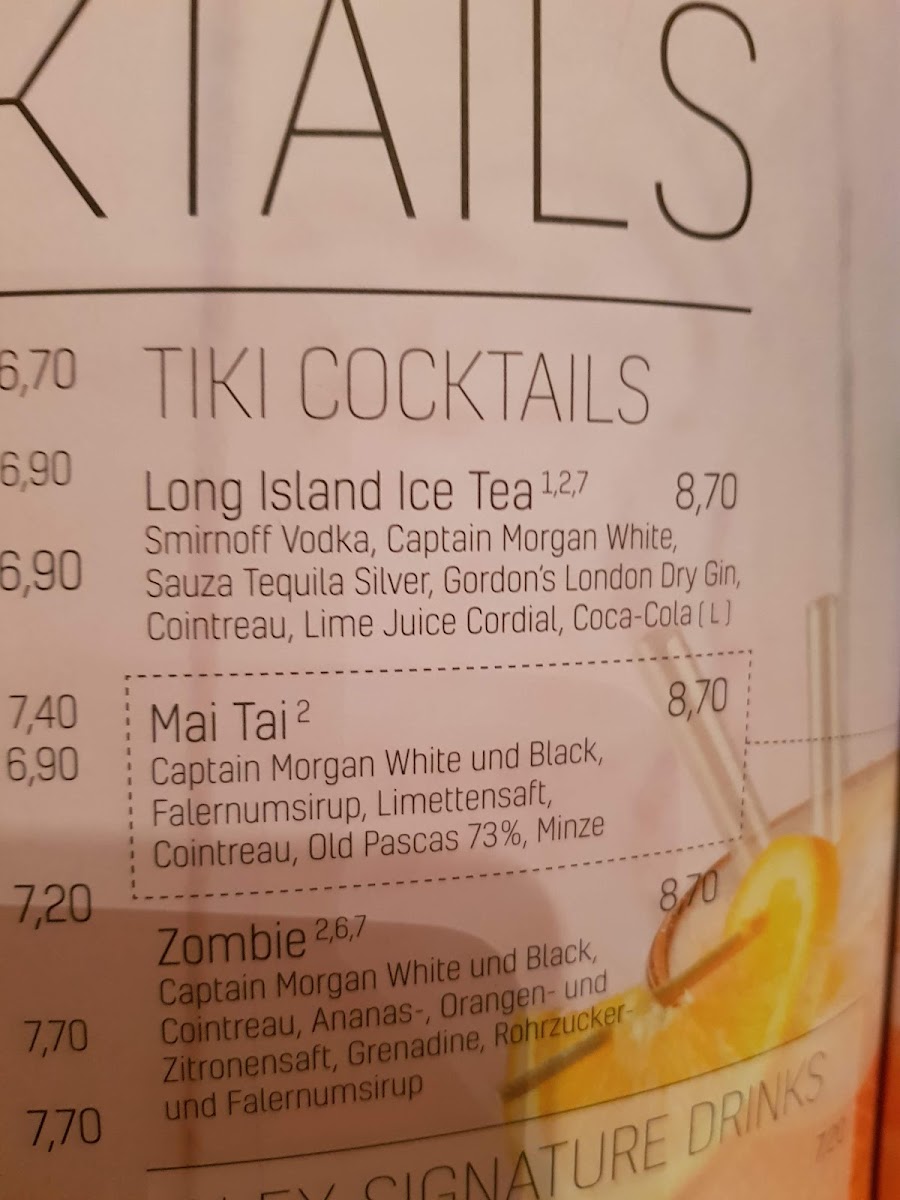 KTAILS
6,70
6,90
6,90
7,40
6,90
7,20
7,70
7,70
TIKI COCKTAILS
Long Island Ice Tea 1,2,7 8,70
Smirnoff Vodka, Captain Morgan White,
Sauza Tequila Silver, Gordon's London Dry Gin,
Cointreau, Lime Juice Cordial, Coca-Cola [ L ]
Mai Tai 2 8,70
Captain Morgan White und Black,
Falernumsirup, Limettensaft,
Cointreau, Old Pascas 73%, Minze
Zombie 2,6,7 8,70
Captain Morgan White und Black,
Cointreau, Ananas-, Orangen- und
Zitronensaft, Grenadine, Rohrzucker-
und Falernumsirup
SIGNATURE DRINKS